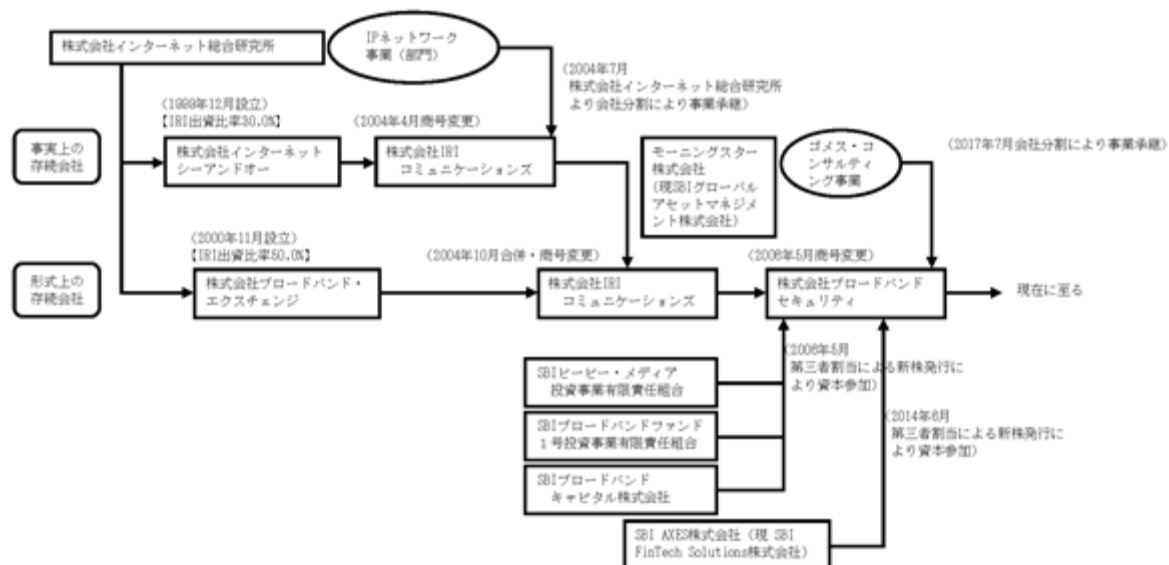 株式会社インターネット総合研究所
IPネットワーク
事業（部門）
（2004年7月
株式会社インターネット総合研究所
より会社分割により事業承継）
（1999年12月設立）
【IRI出資比率30.0%】
（2004年4月商号変更）
事実上の
存続会社
株式会社インターネット
シーアンドオー
株式会社IRI
コミュニケーションズ
モーニングスター
株式会社
（現SBIグローバル
アセットマネジメ
ント株式会社）
ゴメス・コ
ンサルティ
ング事業
（2017年7月会社分割により事業承継）
（2000年11月設立）
【IRI出資比率50.0%】
（2004年10月合併・商号変更）
（2006年5月商号変更）
形式上の
存続会社
株式会社ブロードバンド・
エクスチェンジ
株式会社IRI
コミュニケーションズ
株式会社ブロードバンド
セキュリティ
現在に至る
（2006年5月
第三者割当による新株発行に
より資本参加）
SBIビービー・メディア
投資事業有限責任組合
SBIブロードバンドファンド
１号投資事業有限責任組合
SBIブロードバンド
キャピタル株式会社
（2014年6月
第三者割当による新株発行に
より資本参加）
SBI AXES株式会社（現 SBI
FinTech Solutions株式会社）